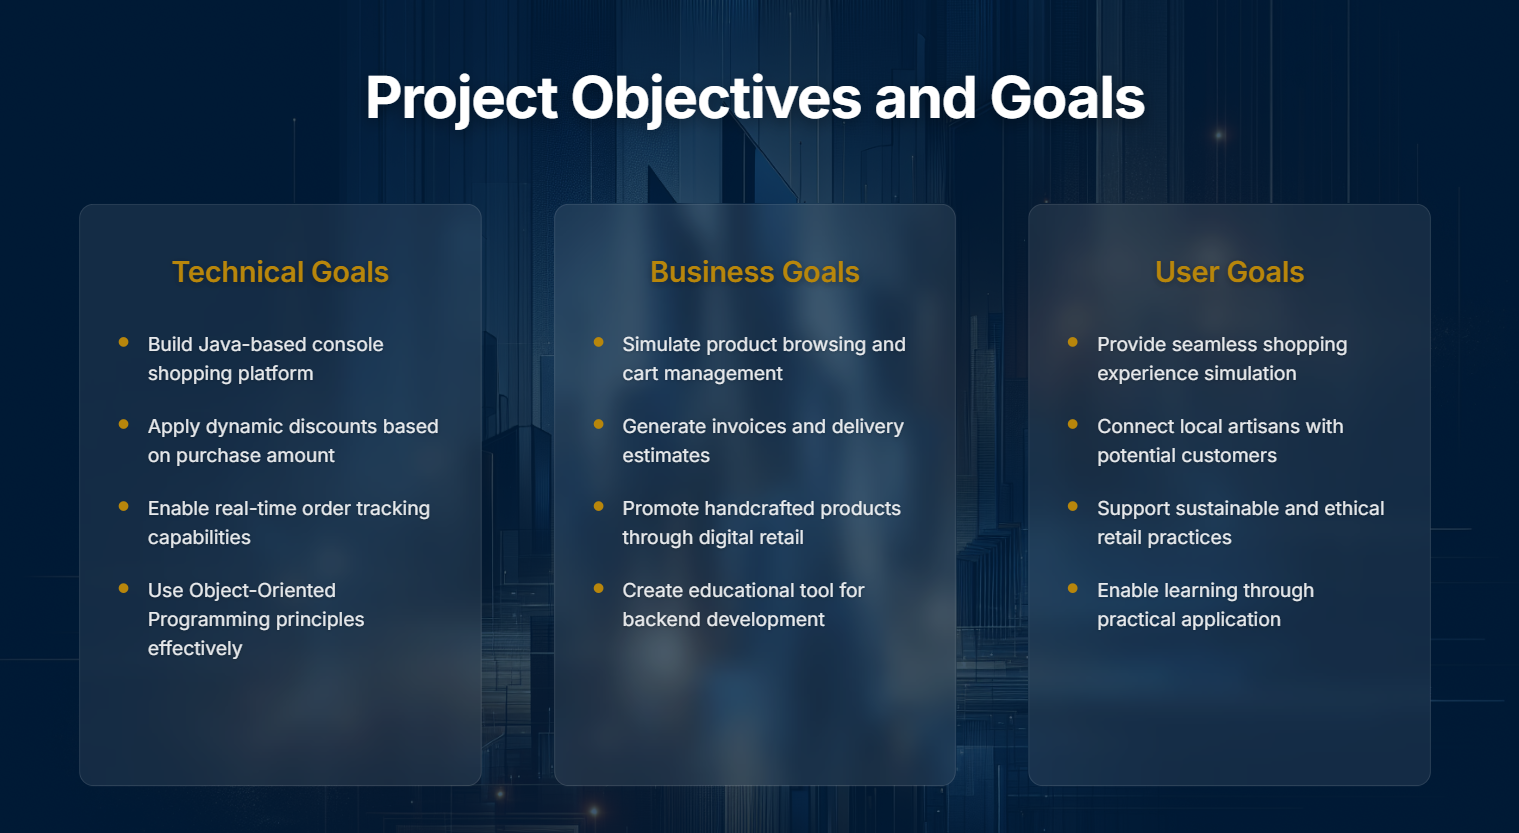 Project Objectives and Goals
Technical Goals
Build Java-based console
shopping platform
Apply dynamic discounts based
on purchase amount
Enable real-time order tracking
capabilities
Use Object-Oriented
Programming principles
effectively
Business Goals
Simulate product browsing and
cart management
Generate invoices and delivery
estimates
Promote handcrafted products
through digital retail
Create educational tool for
backend development
User Goals
Provide seamless shopping
experience simulation
Connect local artisans with
potential customers
Support sustainable and ethical
retail practices
Enable learning through
practical application